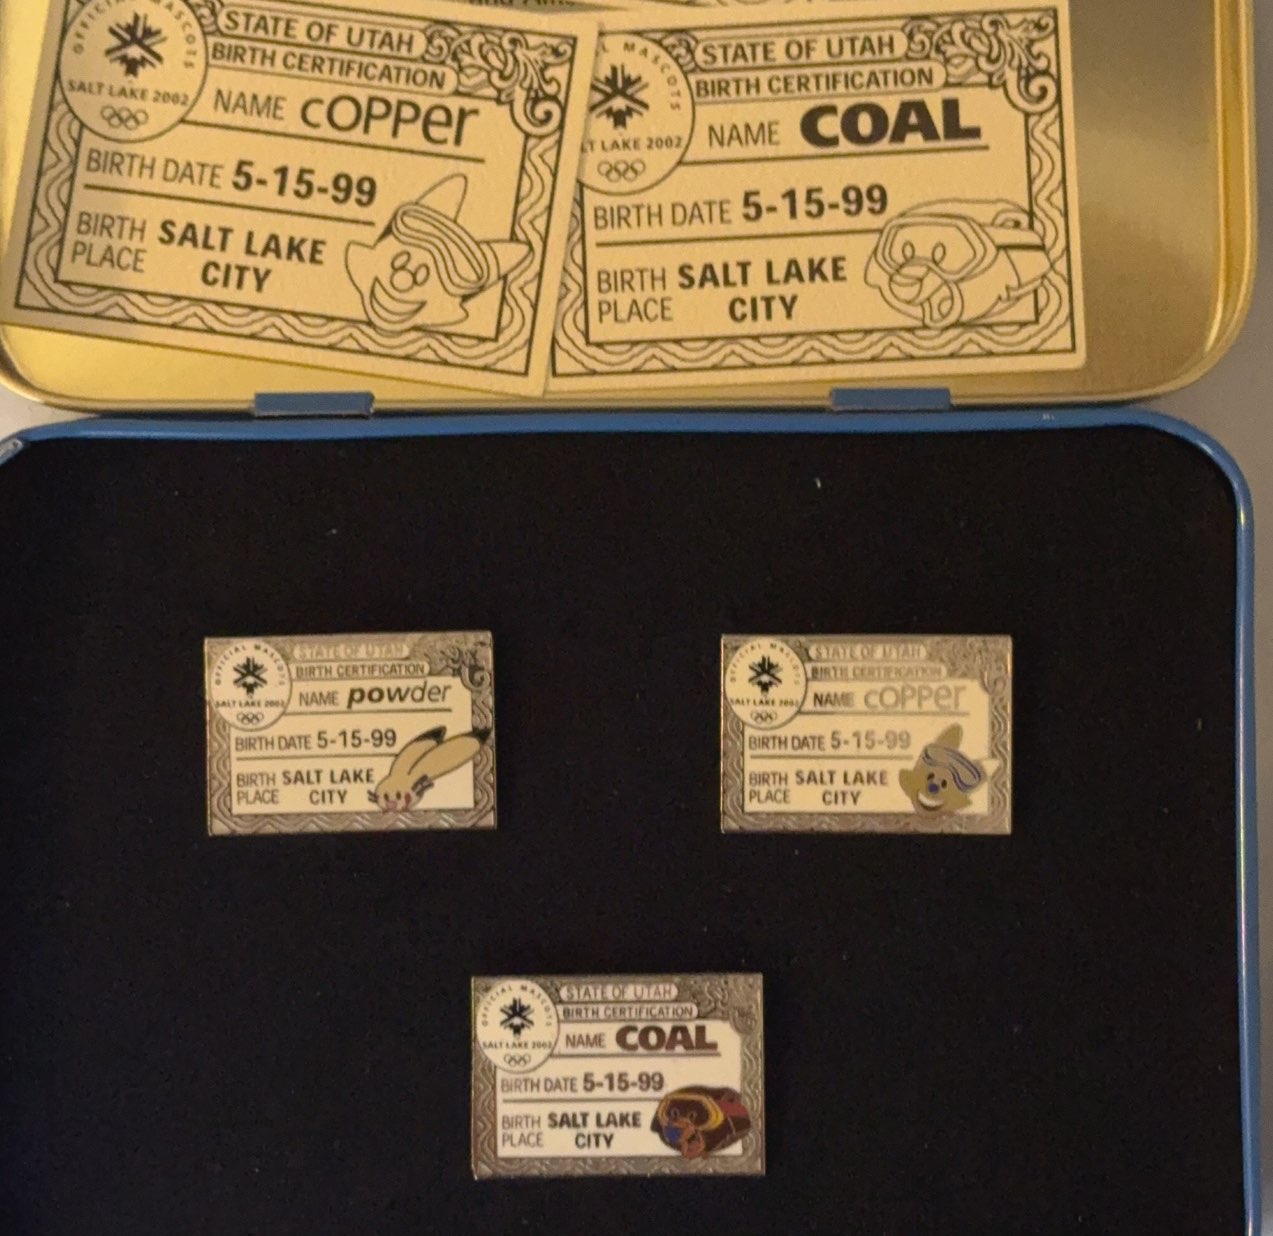 OFFICIAL MASCOTS
SALT LAKE 2002
STATE OF UTAH
BIRTH CERTIFICATION
NAME COPPer
BIRTH DATE 5-15-99
BIRTH PLACE SALT LAKE CITY
MASCOTS
LT LAKE 2002
STATE OF UTAH
BIRTH CERTIFICATION
NAME COAL
BIRTH DATE 5-15-99
BIRTH PLACE SALT LAKE CITY
OFFICIAL MASCOTS
SALT LAKE 2002
STATE OF UTAH
BIRTH CERTIFICATION
NAME powder
BIRTH DATE 5-15-99
BIRTH PLACE SALT LAKE CITY
OFFICIAL MASCOTS
SALT LAKE 2002
STATE OF UTAH
BIRTH CERTIFICATION
NAME COPPer
BIRTH DATE 5-15-99
BIRTH PLACE SALT LAKE CITY
OFFICIAL MASCOTS
SALT LAKE 2002
STATE OF UTAH
BIRTH CERTIFICATION
NAME COAL
BIRTH DATE 5-15-99
BIRTH PLACE SALT LAKE CITY